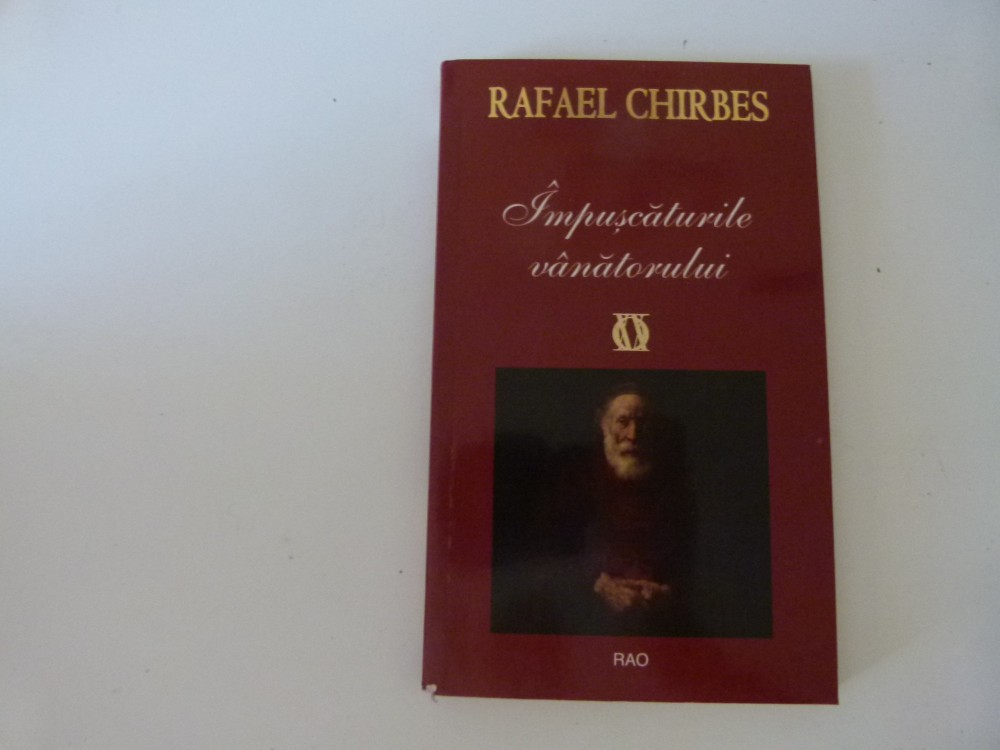 RAFAEL CHIRBES
Împușcăturile
vânătorului
RAO